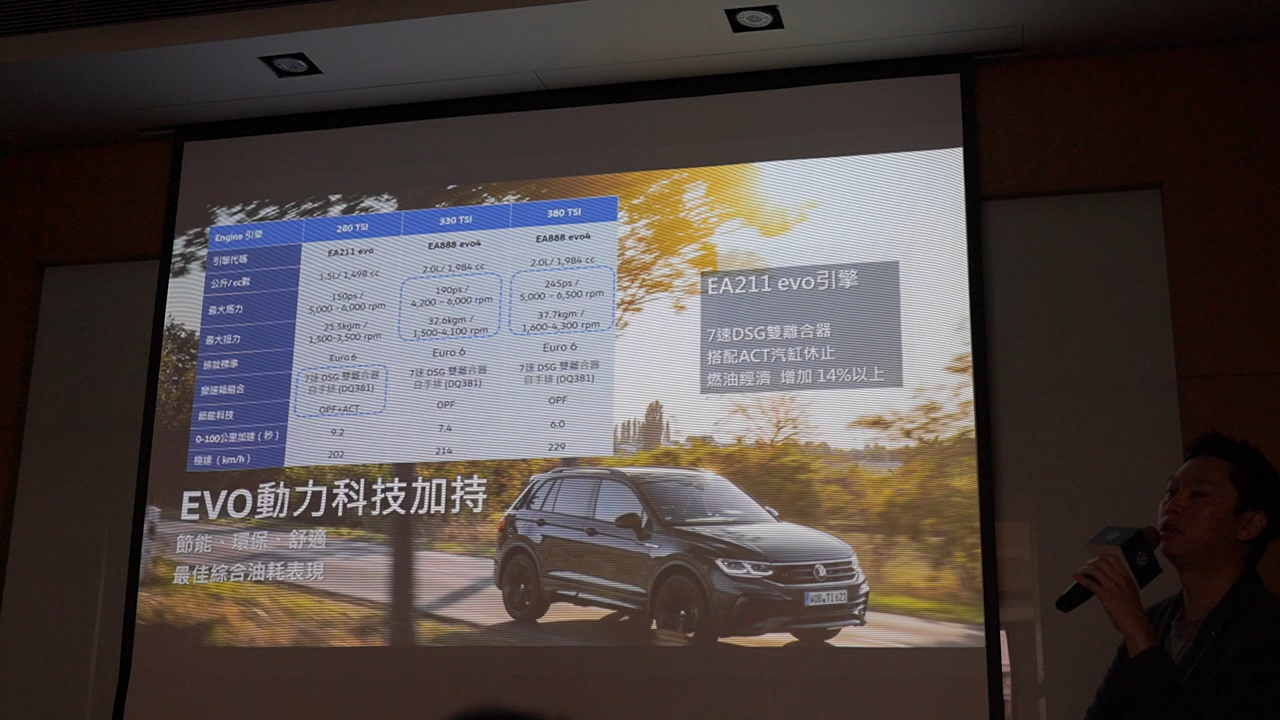 Engine 引擎 280 TSI 330 TSI 380 TSI
引擎代碼 EA211 evo EA888 evo4 EA888 evo4
公升/cc數 1.5L/ 1,498 cc 2.0L/ 1,984 cc 2.0L/ 1,984 cc
最大馬力 150ps / 190ps / 245ps /
5,000 ~ 6,000 rpm 4,200 ~ 6,000 rpm 5,000 ~ 6,500 rpm
最大扭力 25.5kgm / 32.6kgm / 37.7kgm /
1,500-3,500 rpm 1,500-4,100 rpm 1,600-4,300 rpm
排放標準 Euro 6 Euro 6 Euro 6
變速箱組合 7速 DSG 雙離合器 7速 DSG 雙離合器 7速 DSG 雙離合器
自手排 (DQ381) 自手排 (DQ381) 自手排 (DQ381)
節能科技 OPF+ACT OPF OPF
0-100公里加速 ( 秒 ) 9.2 7.4 6.0
極速 ( km/h ) 202 214 229
EA211 evo引擎
7速DSG雙離合器
搭配ACT汽缸休止
燃油經濟 增加 14%以上
EVO動力科技加持
節能、環保、舒適
最佳綜合油耗表現
WOB TI 621